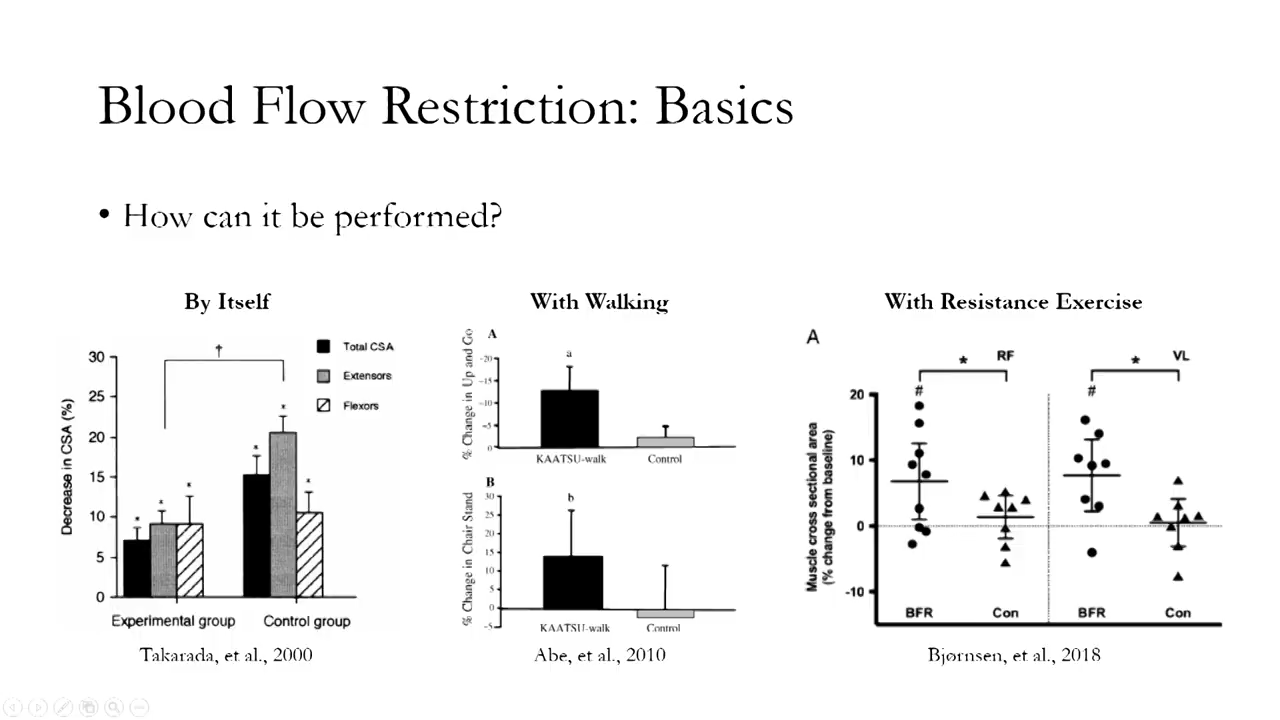 Blood Flow Restriction: Basics
• How can it be performed?
By Itself
†
Total CSA
Extensors
Flexors
Decrease in CSA (%)
30
25
20
15
10
5
0
* * * * * *
Experimental group
Control group
Takarada, et al., 2000
With Walking
A
% Change in Up and Go
-20
-15
-10
-5
0
a
KAATSU-walk
Control
B
% Change in Chair Stand
30
25
20
15
10
5
0
-5
b
KAATSU-walk
Control
Abe, et al., 2010
With Resistance Exercise
A
* RF
* VL
# #
Muscle cross sectional area
(% change from baseline)
20
10
0
-10
BFR
Con
BFR
Con
Bjørnsen, et al., 2018